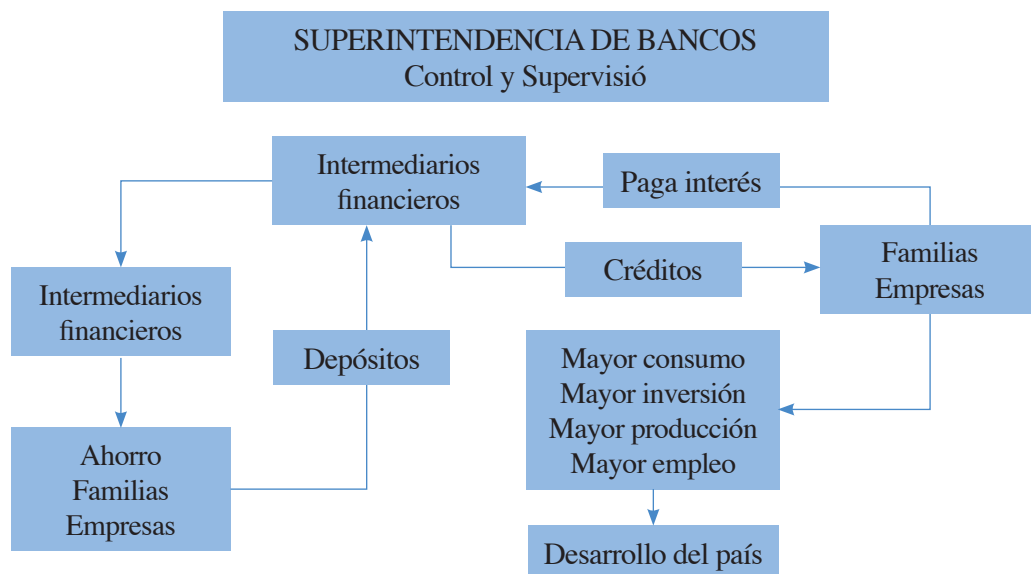 SUPERINTENDENCIA DE BANCOS
Control y Supervisió
Intermediarios
financieros
Paga interés
Créditos
Familias
Empresas
Intermediarios
financieros
Depósitos
Ahorro
Familias
Empresas
Mayor consumo
Mayor inversión
Mayor producción
Mayor empleo
Desarrollo del país